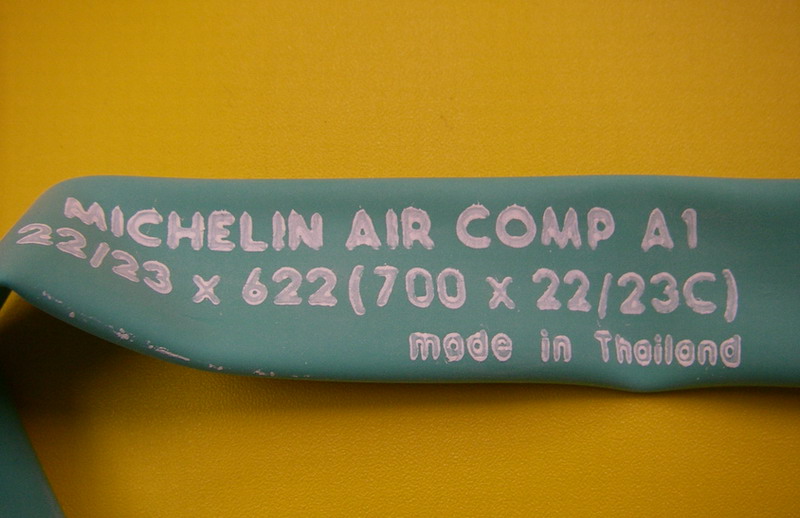 MICHELIN AIR COMP A1
22/23 x 622(700 x 22/23C)
made in Thailand